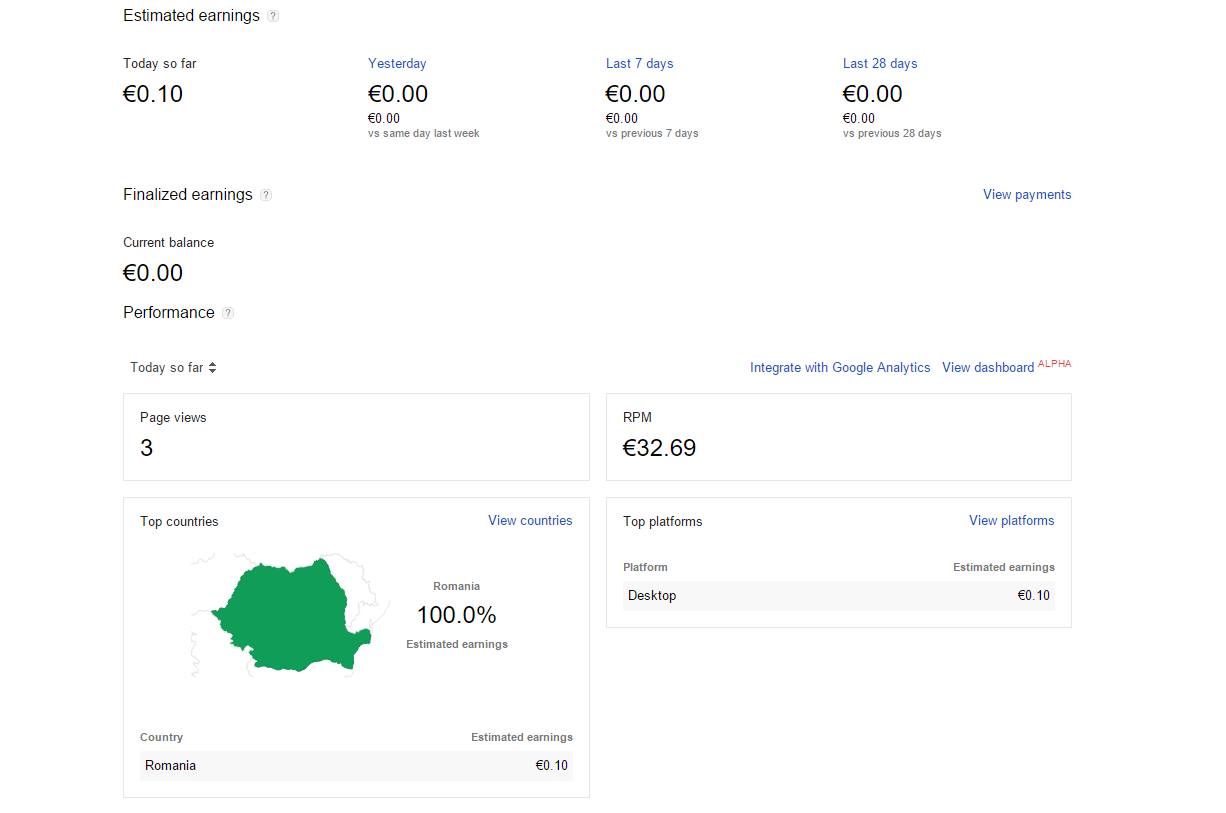 Estimated earnings ?
Today so far
€0.10
Yesterday
€0.00
€0.00
vs same day last week
Last 7 days
€0.00
€0.00
vs previous 7 days
Last 28 days
€0.00
€0.00
vs previous 28 days
Finalized earnings ?
View payments
Current balance
€0.00
Performance ?
Today so far
Integrate with Google Analytics
View dashboard ALPHA
Page views
3
RPM
€32.69
Top countries
View countries
Romania
100.0%
Estimated earnings
Country Estimated earnings
Romania €0.10
Top platforms
View platforms
Platform Estimated earnings
Desktop €0.10